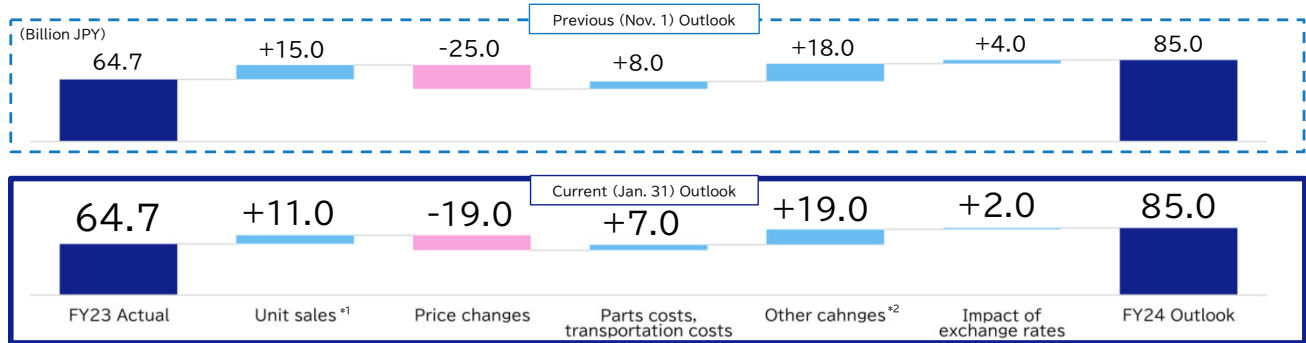 Previous (Nov. 1) Outlook
(Billion JPY)
64.7
+15.0
-25.0
+8.0
+18.0
+4.0
85.0
Current (Jan. 31) Outlook
64.7
+11.0
-19.0
+7.0
+19.0
+2.0
85.0
FY23 Actual
Unit sales *1
Price changes
Parts costs,
transportation costs
Other cahnges *2
Impact of
exchange rates
FY24 Outlook